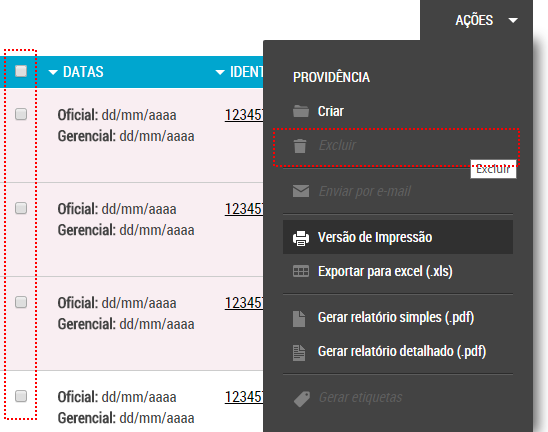 AÇÕES
DATAS
IDENT
PROVIDÊNCIA
Criar
Excluir
Excluir
Enviar por e-mail
Versão de Impressão
Exportar para excel (.xls)
Gerar relatório simples (.pdf)
Gerar relatório detalhado (.pdf)
Gerar etiquetas
Oficial: dd/mm/aaaa
Gerencial: dd/mm/aaaa
12345
Oficial: dd/mm/aaaa
Gerencial: dd/mm/aaaa
12345
Oficial: dd/mm/aaaa
Gerencial: dd/mm/aaaa
12345
Oficial: dd/mm/aaaa
Gerencial: dd/mm/aaaa
12345